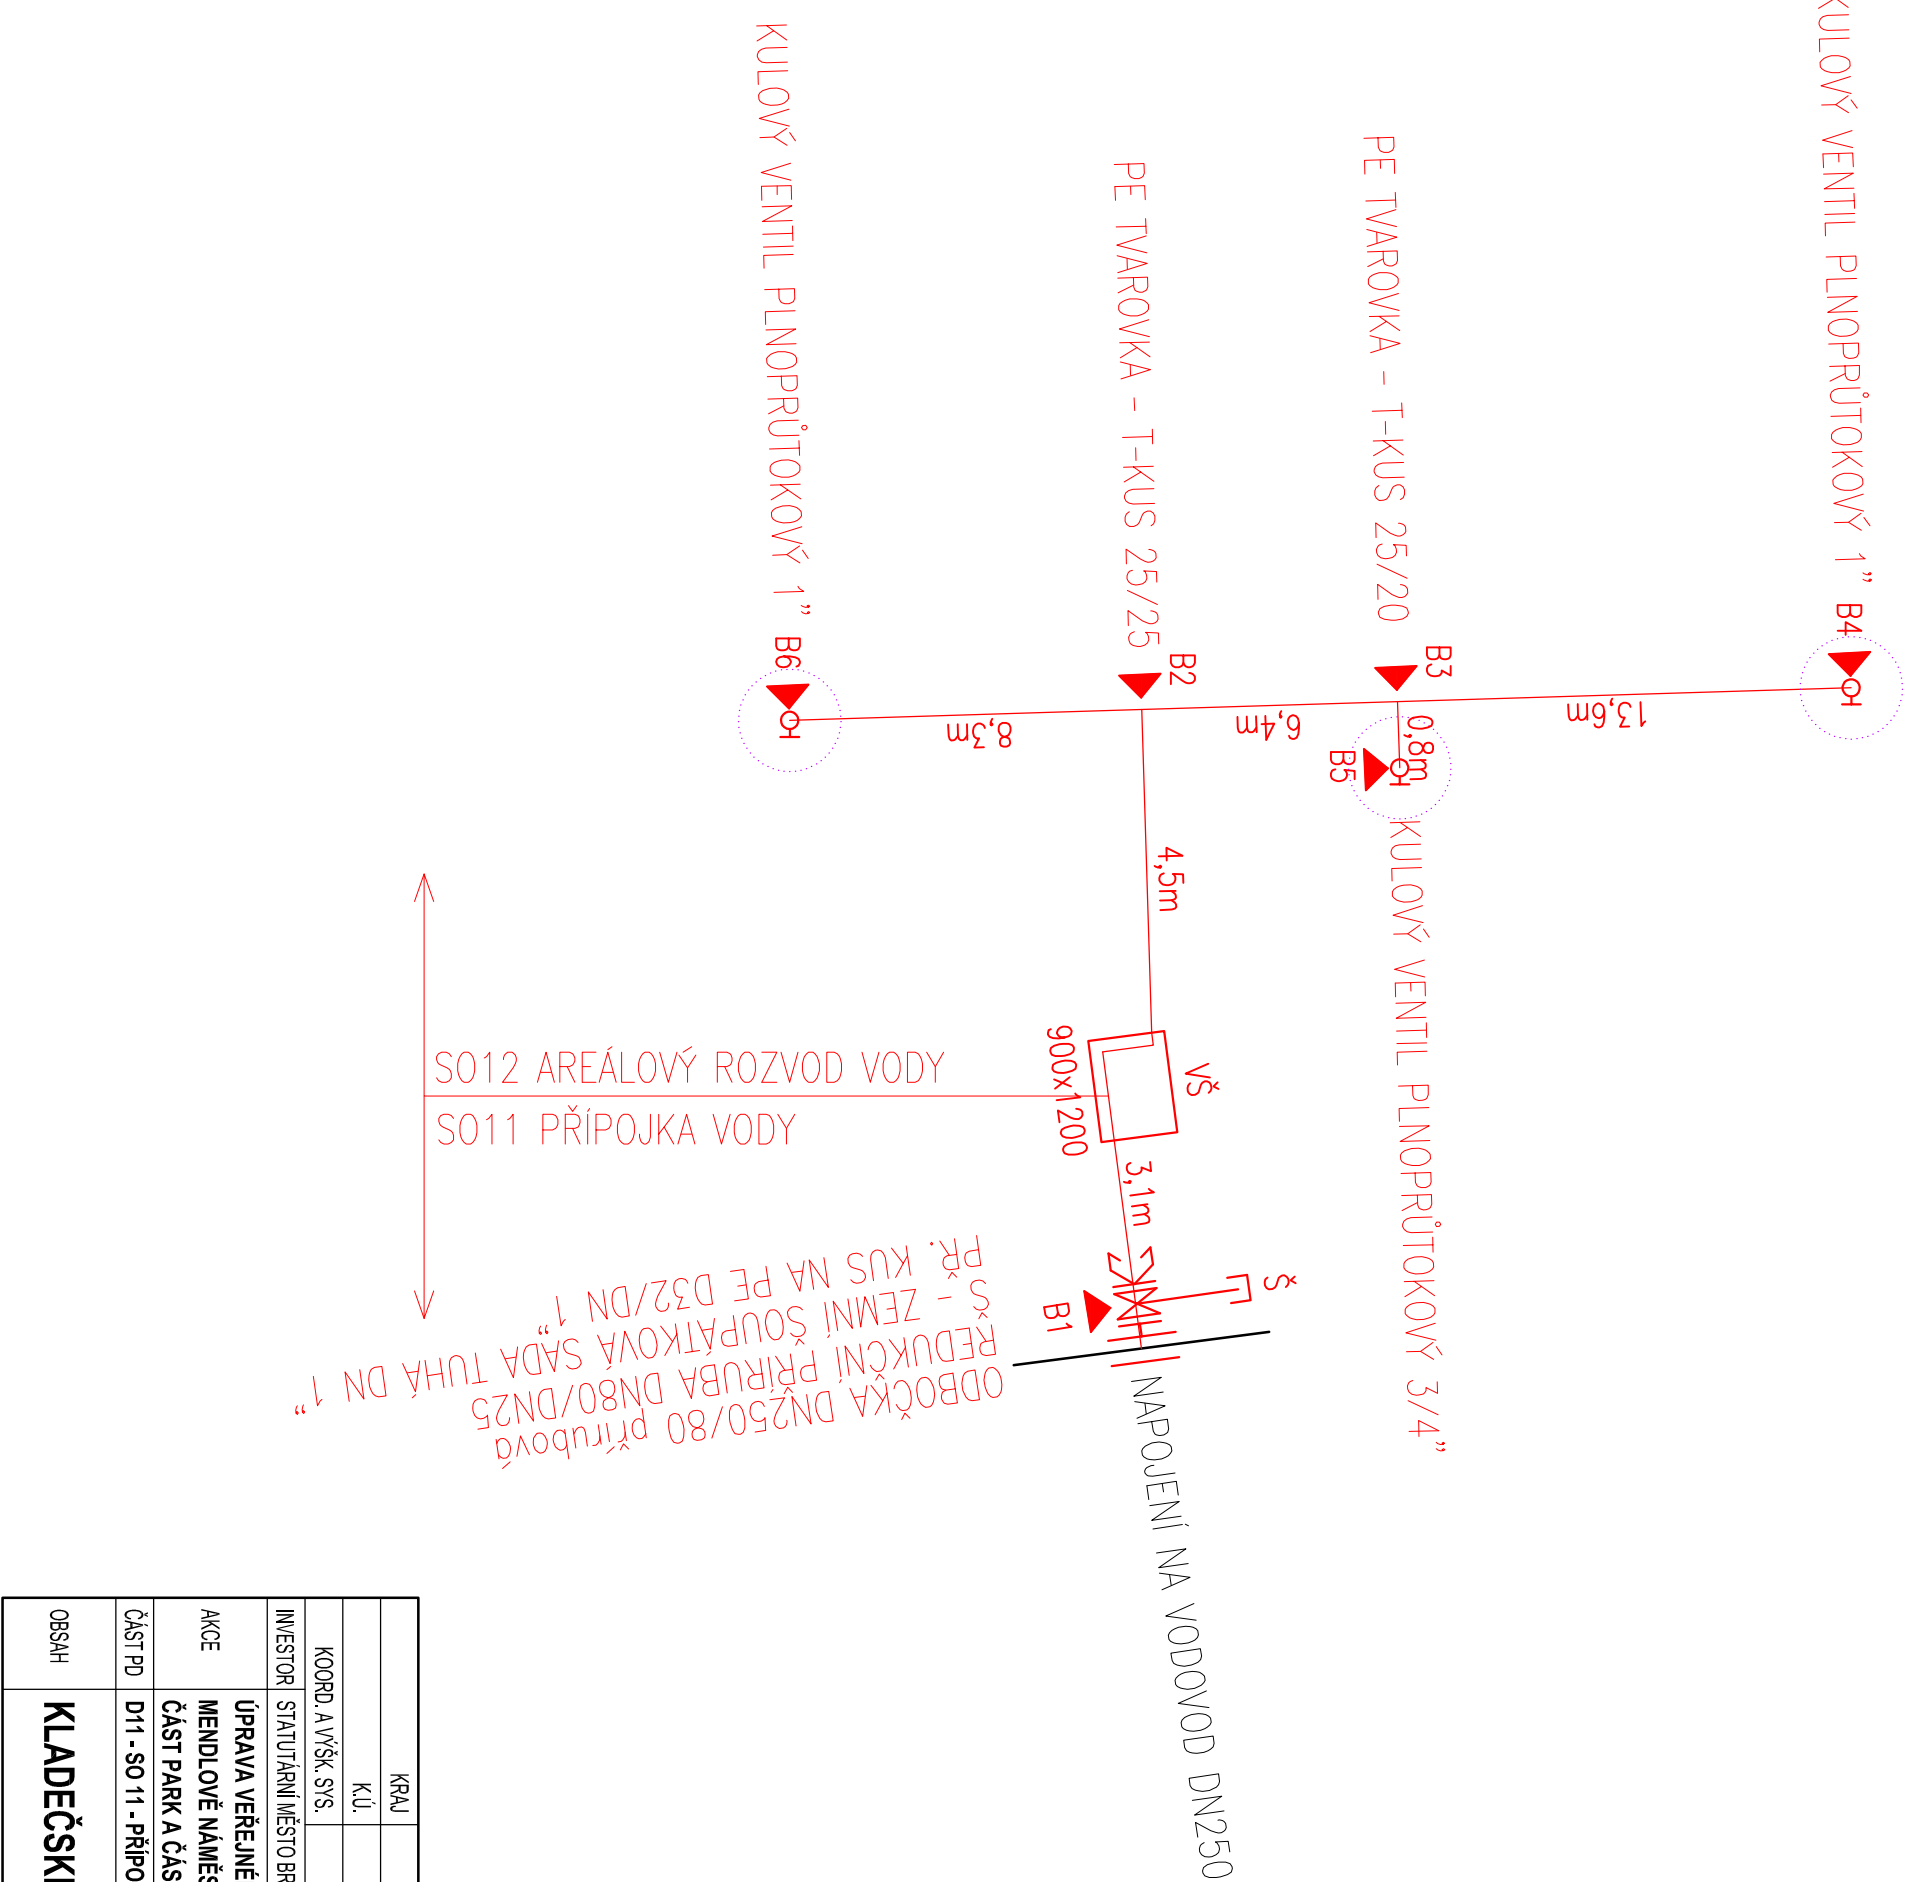 KULOVÝ VENTIL PLNOPRŮTOKOVÝ 1"
B6
PE TVAROVKA - T-KUS 25/25
B2
PE TVAROVKA - T-KUS 25/20
B3
KULOVÝ VENTIL PLNOPRŮTOKOVÝ 1"
B4
8,3m
6,4m
13,6m
0,8m
B5
KULOVÝ VENTIL PLNOPRŮTOKOVÝ 3/4"
4,5m
VŠ
900x1200
SO12 AREÁLOVÝ ROZVOD VODY
SO11 PŘÍPOJKA VODY
3,1m
Š
B1
ODBOČKA DN250/80 přírubová
REDUKČNÍ PŘÍRUBA DN80/DN25
Š - ZEMNÍ ŠOUPÁTKOVÁ SADA TUHÁ DN 1"
PŘ. KUS NA PE D32/DN 1"
NAPOJENÍ NA VODOVOD DN250
KRAJ
K.Ú.
KOORD. A VÝŠK. SYS.
INVESTOR STATUTÁRNÍ MĚSTO BR
AKCE
ÚPRAVA VEŘEJNÉ
MENDLOVĚ NÁMĚS
ČÁST PARK A ČÁS
ČÁST PD D11 - SO 11 - PŘÍPO
OBSAH KLADEČSKÉ